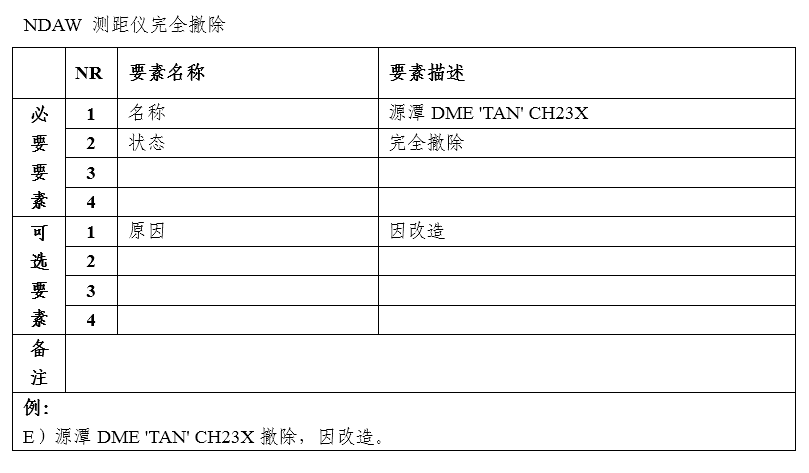 NDAW 测距仪完全撤除
NR 要素名称 要素描述
必要要素
1 名称 源潭 DME 'TAN' CH23X
2 状态 完全撤除
3
4
可选要素
1 原因 因改造
2
3
4
备注
例：
E）源潭 DME 'TAN' CH23X 撤除，因改造。